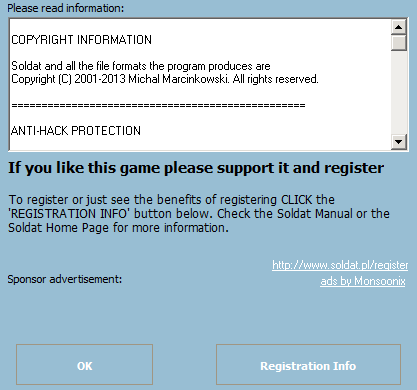 Please read information:
COPYRIGHT INFORMATION
Soldat and all the file formats the program produces are
Copyright (C) 2001-2013 Michal Marcinkowski. All rights reserved.
=================================================
ANTI-HACK PROTECTION
If you like this game please support it and register
To register or just see the benefits of registering CLICK the
'REGISTRATION INFO' button below. Check the Soldat Manual or the
Soldat Home Page for more information.
http://www.soldat.pl/register
ads by Monsoonix
Sponsor advertisement:
OK
Registration Info